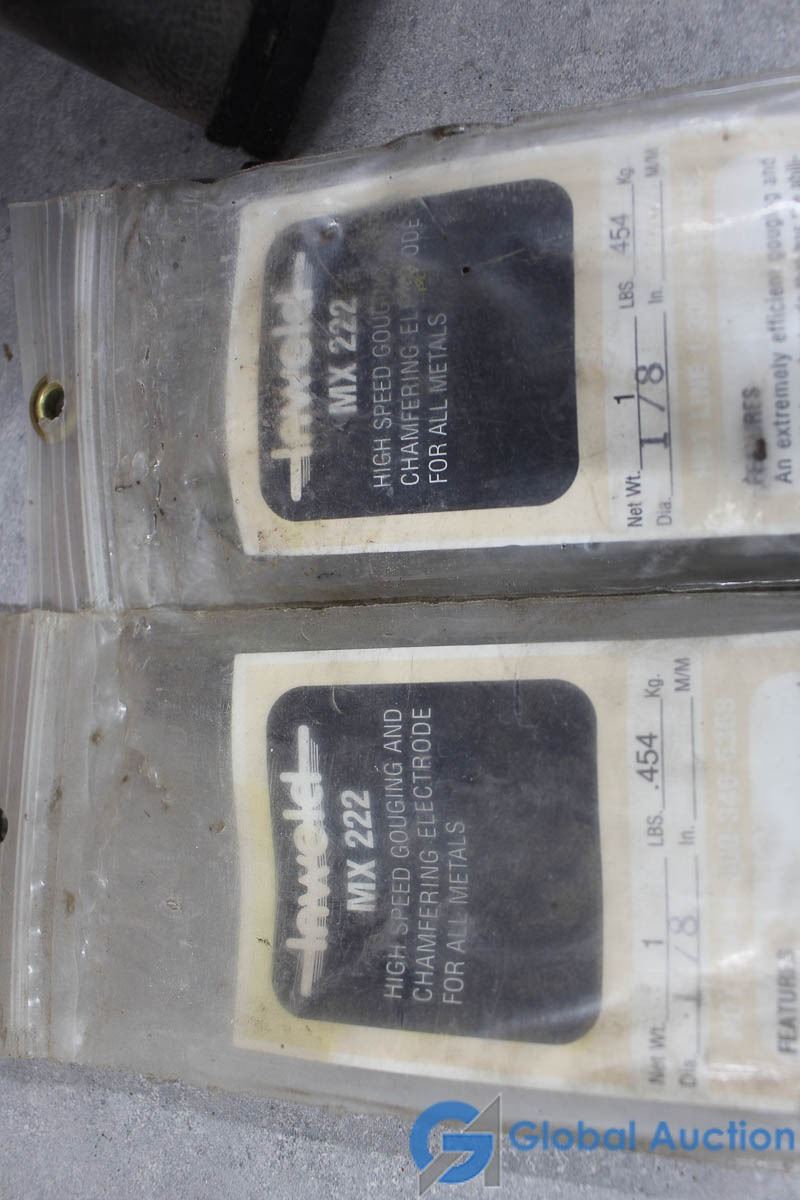 inweld
MX 222
HIGH SPEED GOUGING AND
CHAMFERING ELECTRODE
FOR ALL METALS
Net Wt. 1 LBS. .454 Kg.
Dia. 1/8 In. M/M
FEATURES
inweld
MX 222
HIGH SPEED GOUGING
CHAMFERING ELECTRODE
FOR ALL METALS
Net Wt. 1 LBS. 454 Kg.
Dia. 1/8 In. M/M
FEATURES
An extremely efficient gouging and
Global Auction